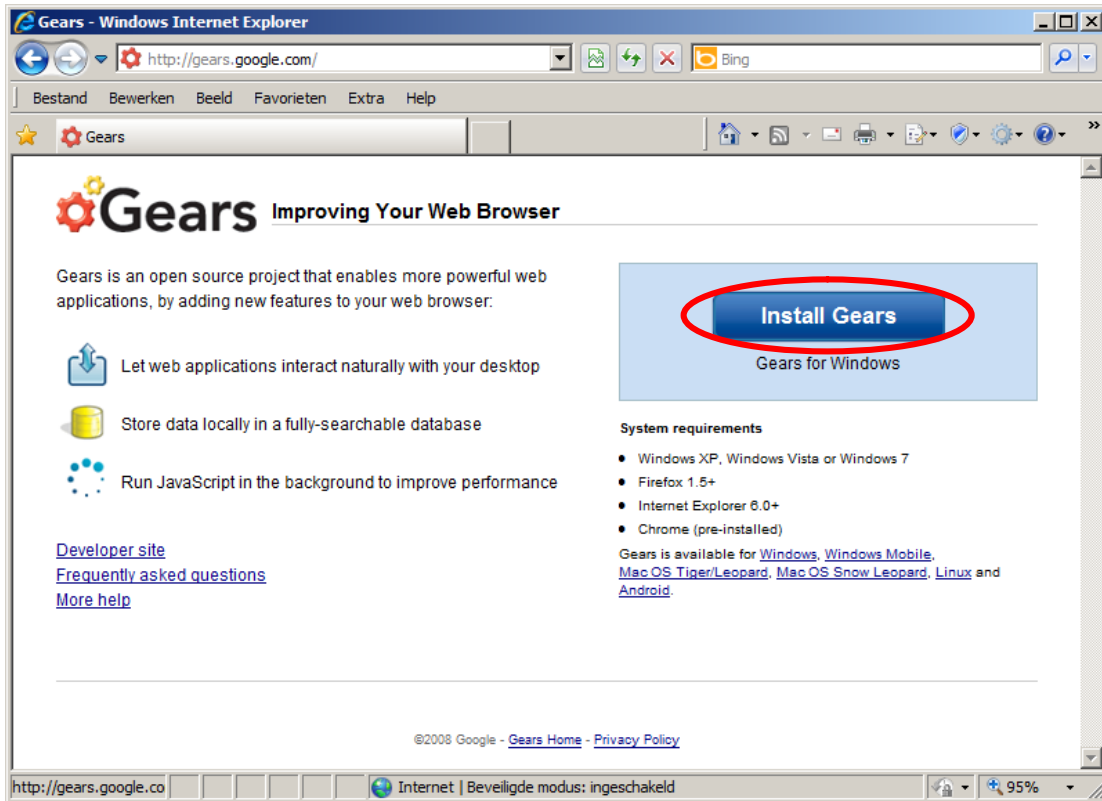 Gears - Windows Internet Explorer
http://gears.google.com/
Bing
Bestand Bewerken Beeld Favorieten Extra Help
Gears
»
Gears Improving Your Web Browser
Gears is an open source project that enables more powerful web
applications, by adding new features to your web browser:
Let web applications interact naturally with your desktop
Store data locally in a fully-searchable database
Run JavaScript in the background to improve performance
Developer site
Frequently asked questions
More help
Install Gears
Gears for Windows
System requirements
• Windows XP, Windows Vista or Windows 7
• Firefox 1.5+
• Internet Explorer 6.0+
• Chrome (pre-installed)
Gears is available for Windows, Windows Mobile,
Mac OS Tiger/Leopard, Mac OS Snow Leopard, Linux and
Android.
©2008 Google - Gears Home - Privacy Policy
http://gears.google.co Internet | Beveiligde modus: ingeschakeld 95%